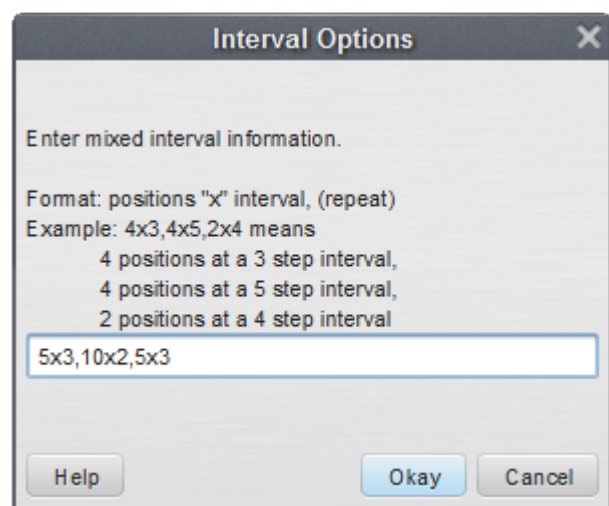 Interval Options
Enter mixed interval information.
Format: positions "x" interval, (repeat)
Example: 4x3,4x5,2x4 means
4 positions at a 3 step interval,
4 positions at a 5 step interval,
2 positions at a 4 step interval
5x3,10x2,5x3
Help Okay Cancel